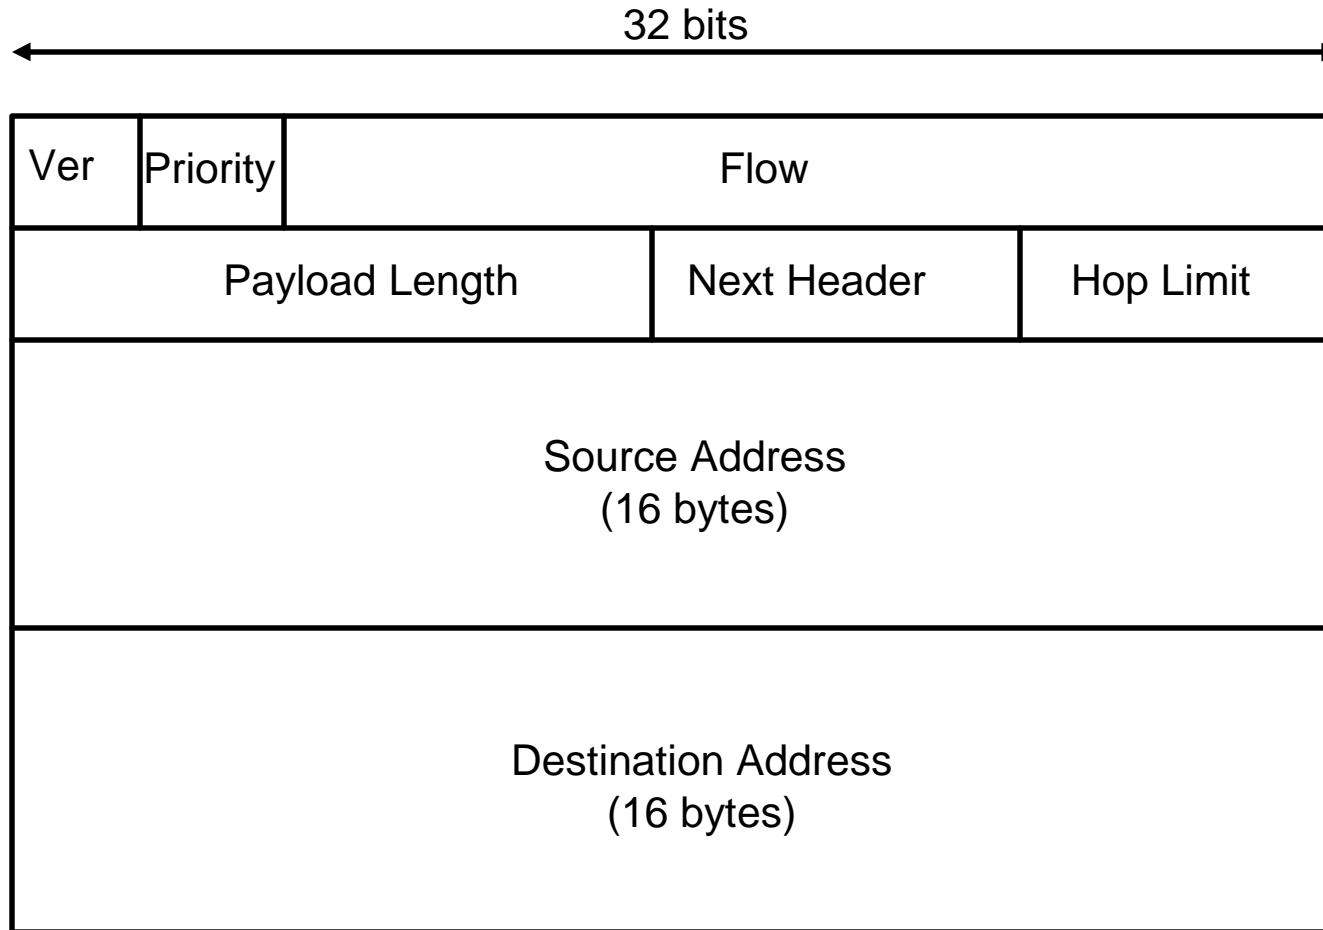 32 bits
Ver
Priority
Flow
Payload Length
Next Header
Hop Limit
Source Address
(16 bytes)
Destination Address
(16 bytes)